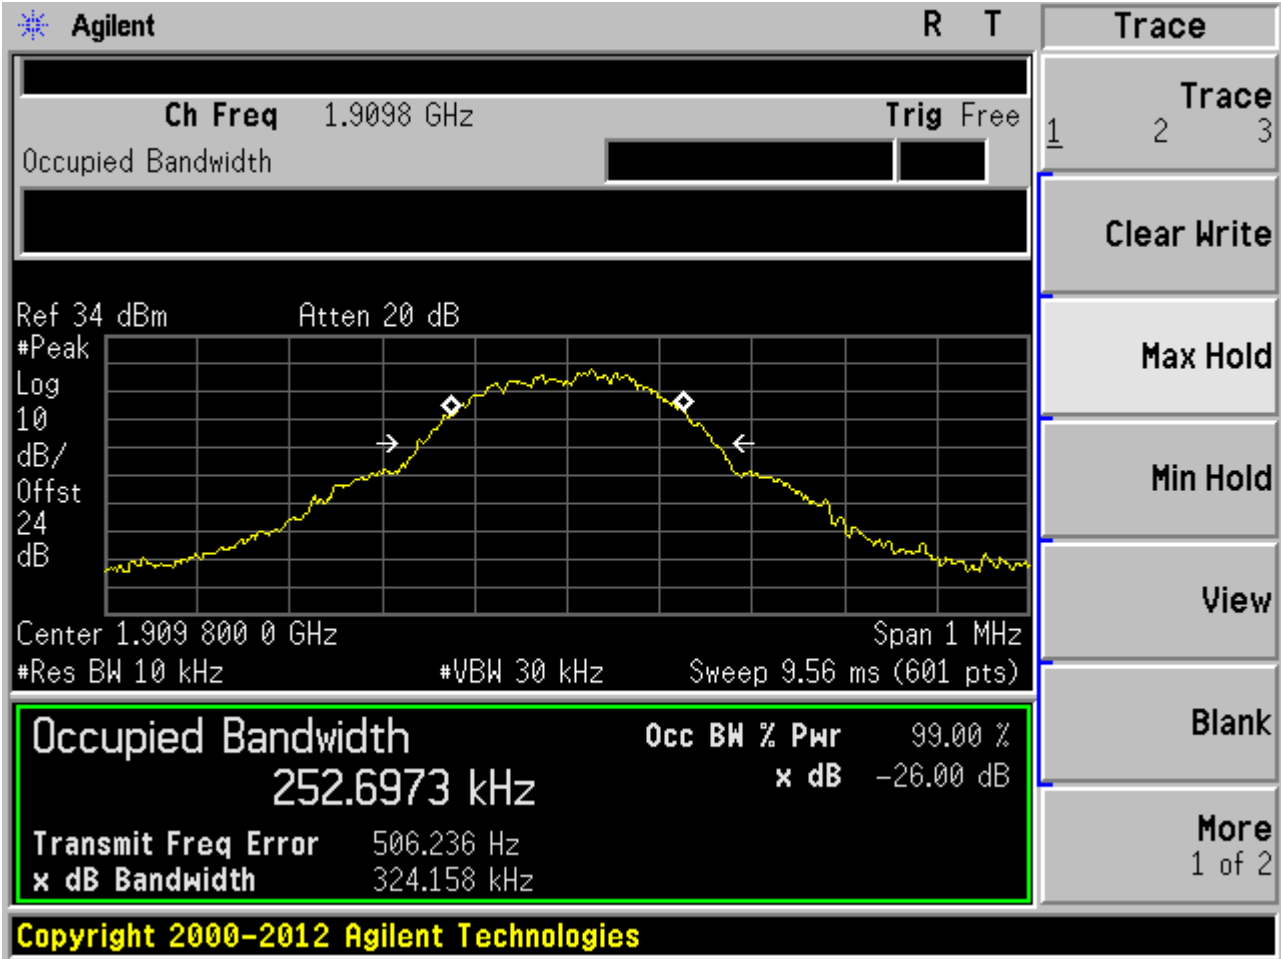 Agilent R T
Ch Freq 1.9098 GHz Trig Free
Occupied Bandwidth
Ref 34 dBm Atten 20 dB
#Peak
Log
10
dB/
Offst
24
dB
Center 1.909 800 0 GHz Span 1 MHz
#Res BW 10 kHz #VBW 30 kHz Sweep 9.56 ms (601 pts)
Occupied Bandwidth
252.6973 kHz
Occ BW % Pwr 99.00 %
x dB -26.00 dB
Transmit Freq Error 506.236 Hz
x dB Bandwidth 324.158 kHz
Copyright 2000-2012 Agilent Technologies
Trace
Trace
1 2 3
Clear Write
Max Hold
Min Hold
View
Blank
More
1 of 2